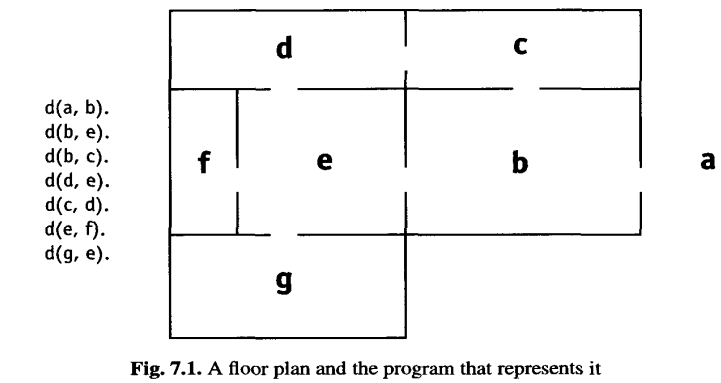 d
c
d(a, b).
d(b, e).
d(b, c).
d(d, e).
d(c, d).
d(e, f).
d(g, e).
f
e
b
a
g
Fig. 7.1. A floor plan and the program that represents it